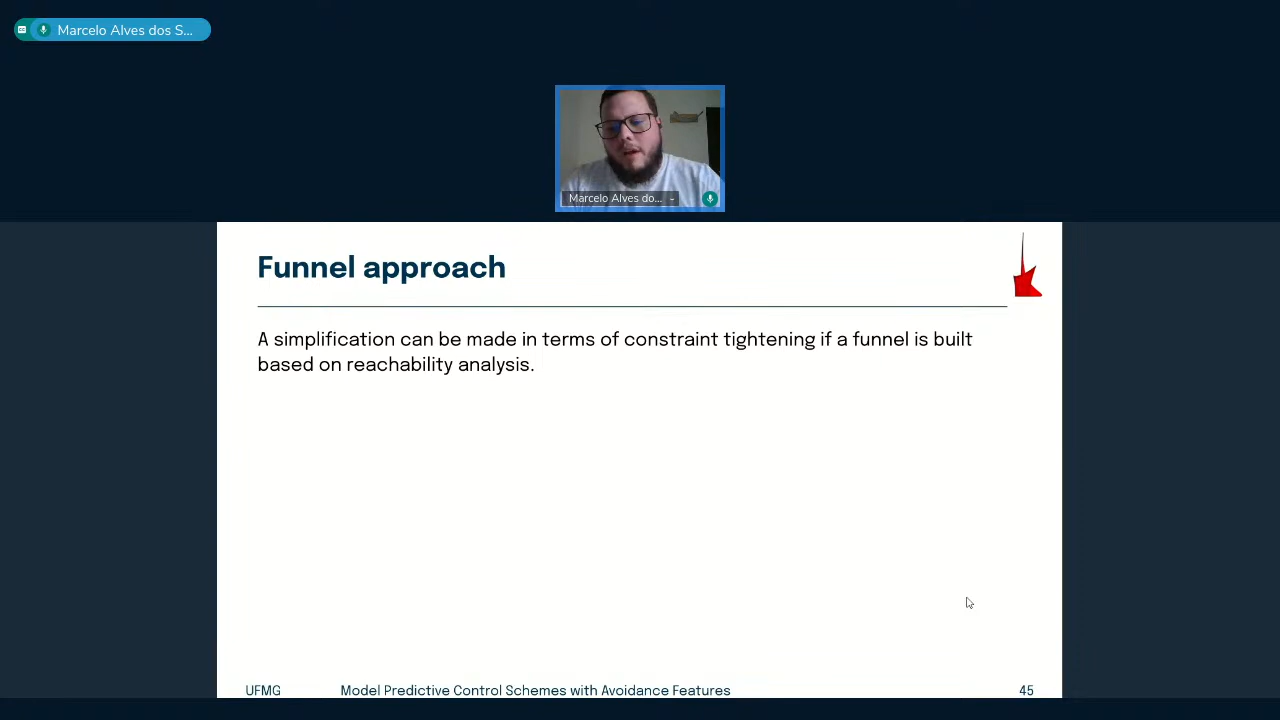 Marcelo Alves dos S...
Marcelo Alves do...
Funnel approach
A simplification can be made in terms of constraint tightening if a funnel is built
based on reachability analysis.
UFMG Model Predictive Control Schemes with Avoidance Features 45